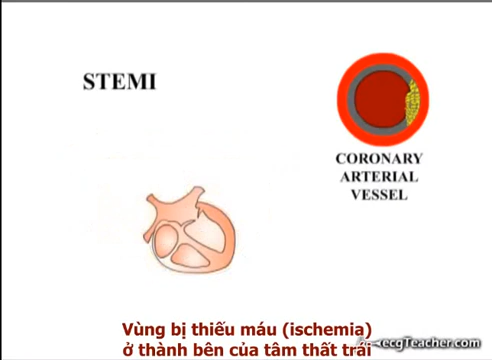 STEMI
CORONARY
ARTERIAL
VESSEL
Vùng bị thiếu máu (ischemia)
ở thành bên của tâm thất trái
ecgTeacher.com